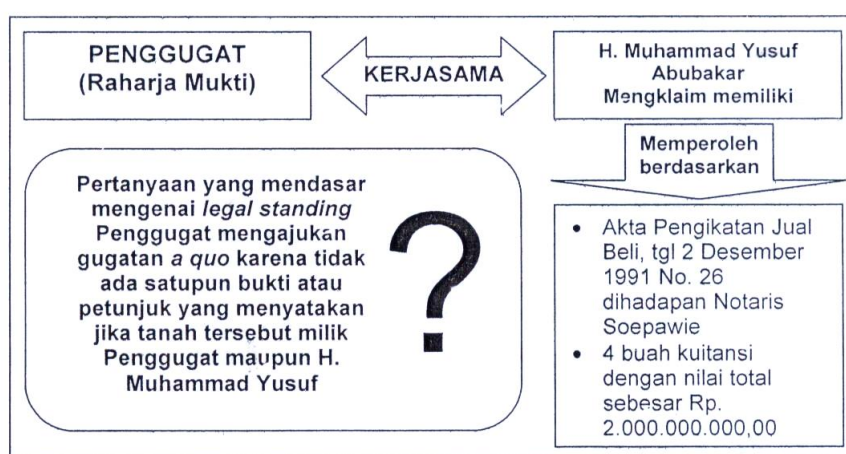 PENGGUGAT
(Raharja Mukti)
KERJASAMA
H. Muhammad Yusuf
Abubakar
Mengklaim memiliki
Memperoleh
berdasarkan
Pertanyaan yang mendasar
mengenai legal standing
Penggugat mengajukan
gugatan a quo karena tidak
ada satupun bukti atau
petunjuk yang menyatakan
jika tanah tersebut milik
Penggugat maupun H.
Muhammad Yusuf
?
• Akta Pengikatan Jual
Beli, tgl 2 Desember
1991 No. 26
dihadapan Notaris
Soepawie
• 4 buah kuitansi
dengan nilai total
sebesar Rp.
2.000.000.000,00